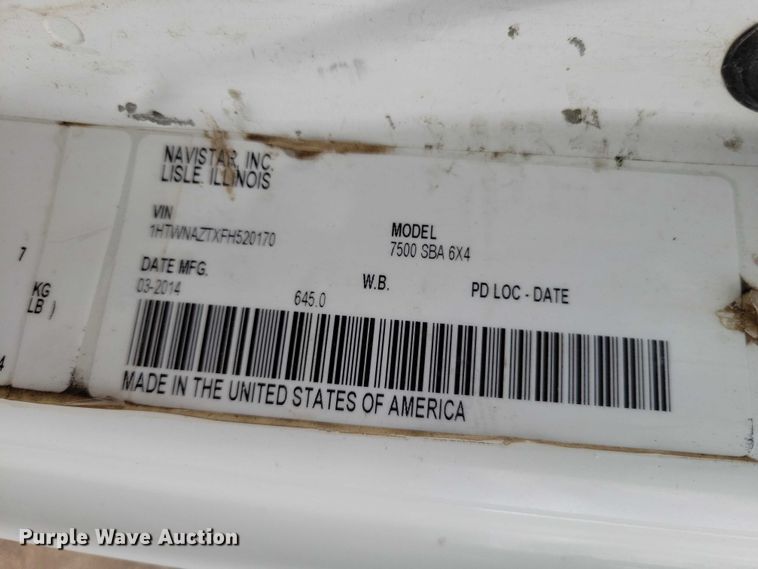 NAVISTAR, INC.
LISLE, ILLINOIS
VIN
1HTWNAZTXFH520170
MODEL
7500 SBA 6X4
DATE MFG.
03-2014
645.0
W.B.
PD LOC - DATE
MADE IN THE UNITED STATES OF AMERICA
7
KG
LB )
4
Purple Wave Auction